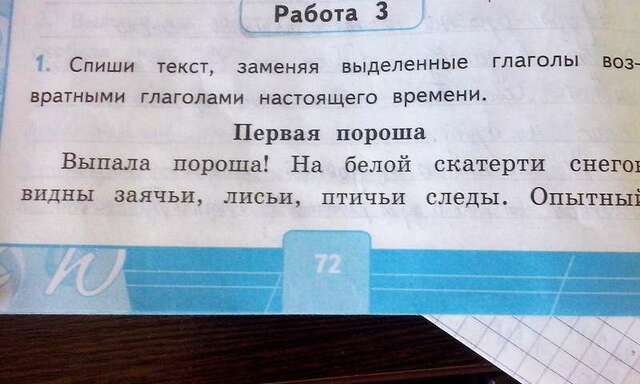 Работа 3
1. Спиши текст, заменяя выделенные глаголы воз-
вратными глаголами настоящего времени.
Первая пороша
Выпала пороша! На белой скатерти снегов
видны заячьи, лисьи, птичьи следы. Опытный
72